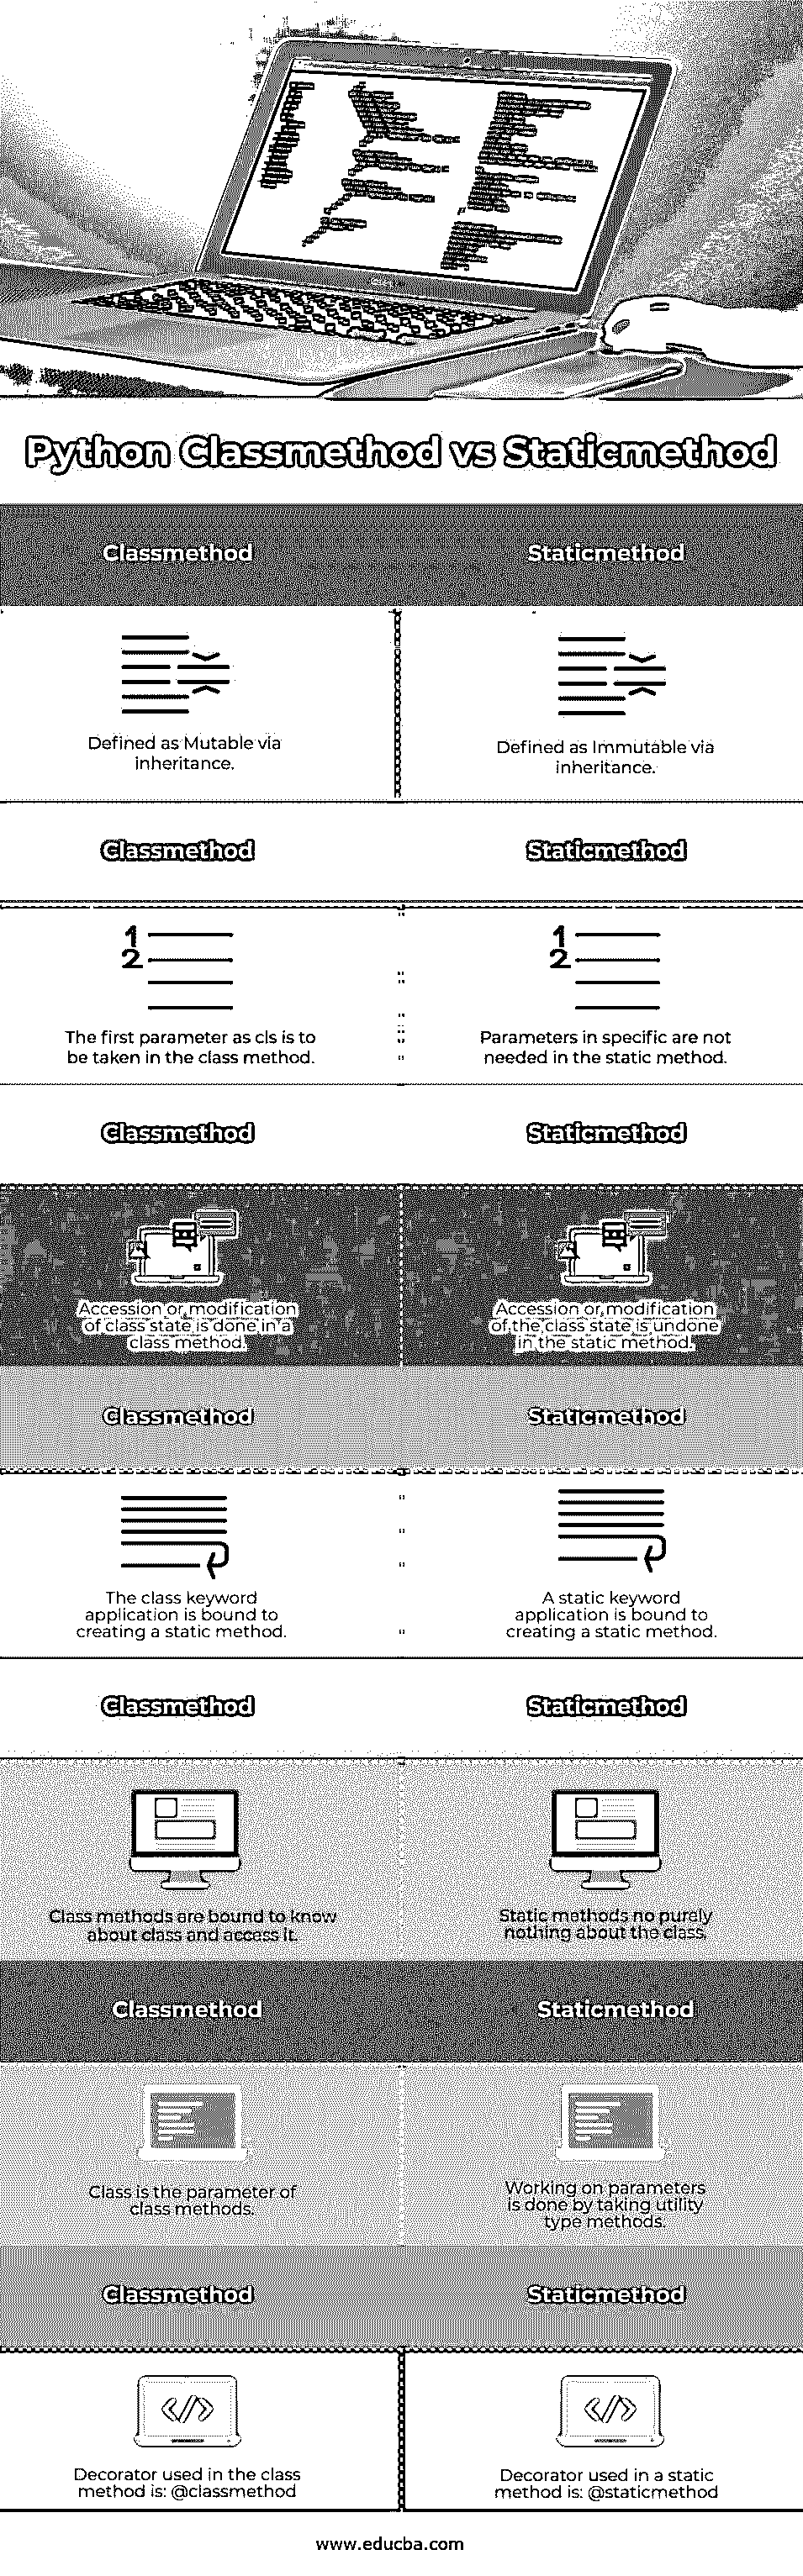 Python Classmethod vs Staticmethod
Classmethod
Staticmethod
Defined as Mutable via
inheritance.
Defined as Immutable via
inheritance.
Classmethod
Staticmethod
1
2
1
2
The first parameter as cls is to
be taken in the class method.
Parameters in specific are not
needed in the static method.
Classmethod
Staticmethod
Accession or modification
of class state is done in a
class method.
Accession or modification
of the class state is undone
in the static method.
Classmethod
Staticmethod
The class keyword
application is bound to
creating a static method.
A static keyword
application is bound to
creating a static method.
Classmethod
Staticmethod
Class methods are bound to know
about class and access it.
Static methods no purely
nothing about the class.
Classmethod
Staticmethod
Class is the parameter of
class methods.
Working on parameters
is done by taking utility
type methods.
Classmethod
Staticmethod
</>
</>
Decorator used in the class
method is: @classmethod
Decorator used in a static
method is: @staticmethod
www.educba.com